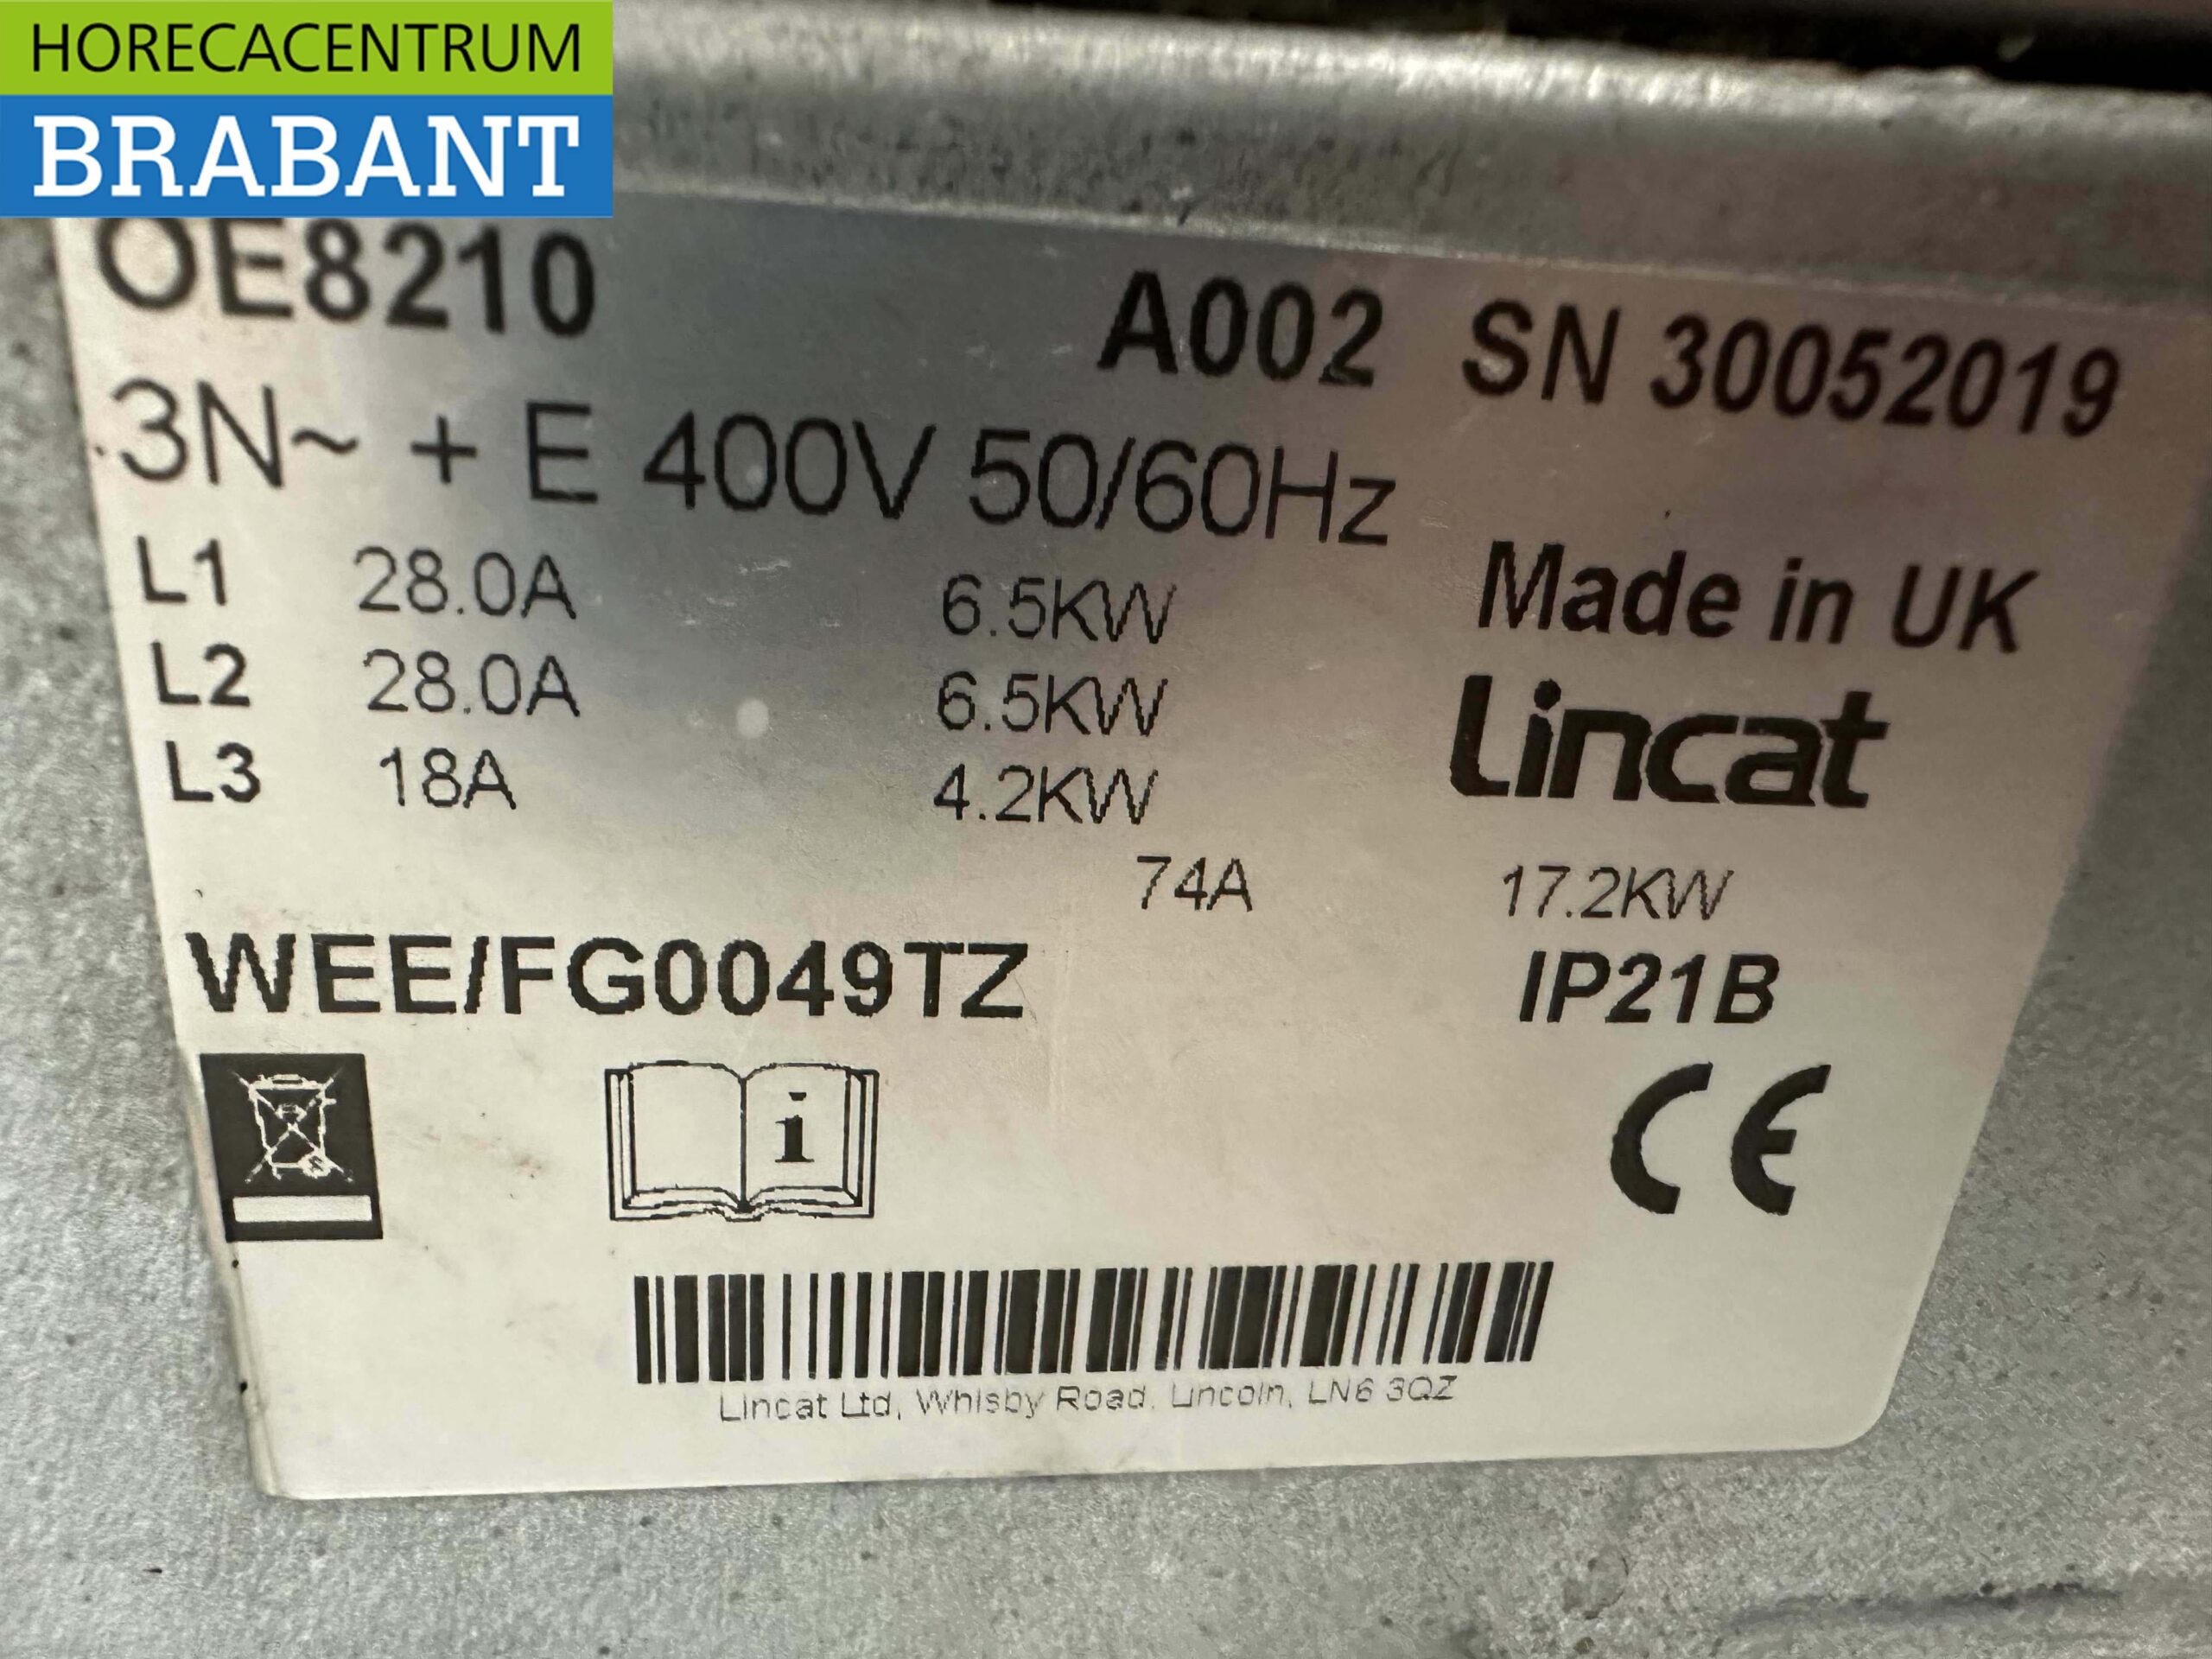 HORECACENTRUM
BRABANT
OE8210
A002 SN 30052019
3N~ + E 400V 50/60Hz
L1 28.0A 6.5KW
Made in UK
L2 28.0A 6.5KW
Lincat
L3 18A 4.2KW
74A 17.2KW
WEE/FG0049TZ
IP21B
i
CE
Lincat Ltd, Whisby Road, Lincoln, LN6 3QZ